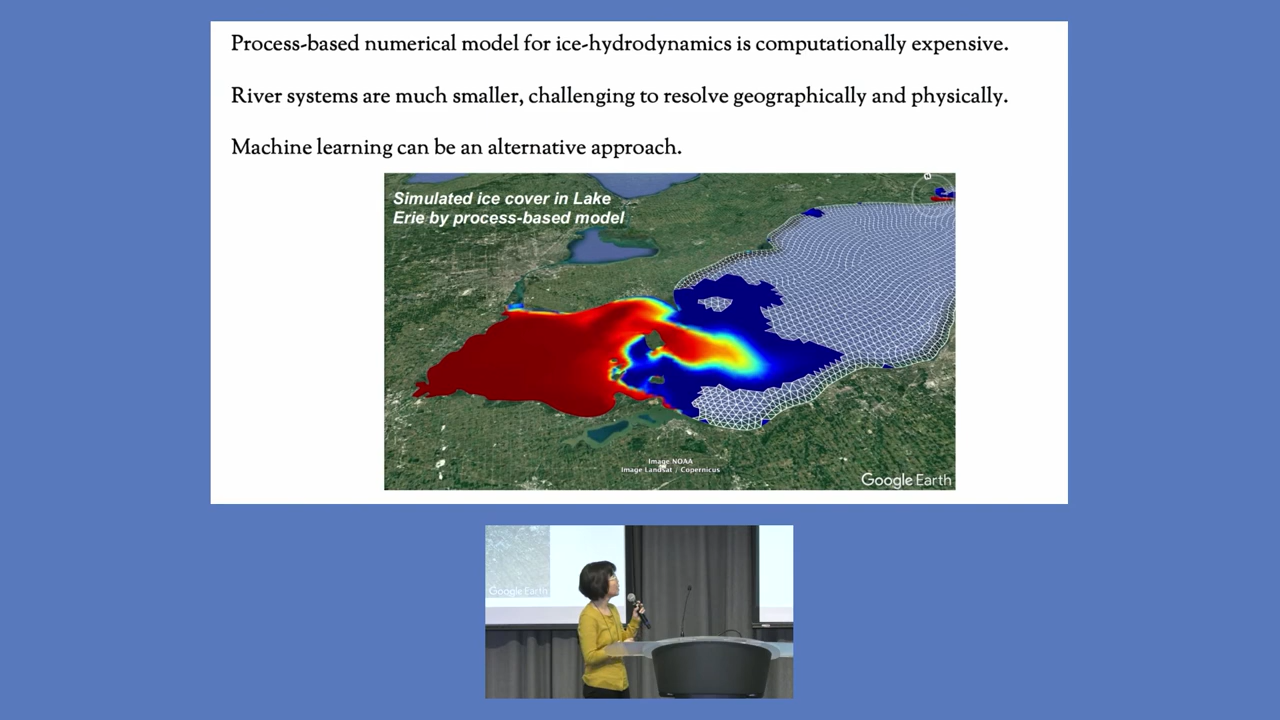 Process-based numerical model for ice-hydrodynamics is computationally expensive.
River systems are much smaller, challenging to resolve geographically and physically.
Machine learning can be an alternative approach.
Simulated ice cover in Lake
Erie by process-based model
Image NOAA
Image Landsat / Copernicus
Google Earth
Google Earth